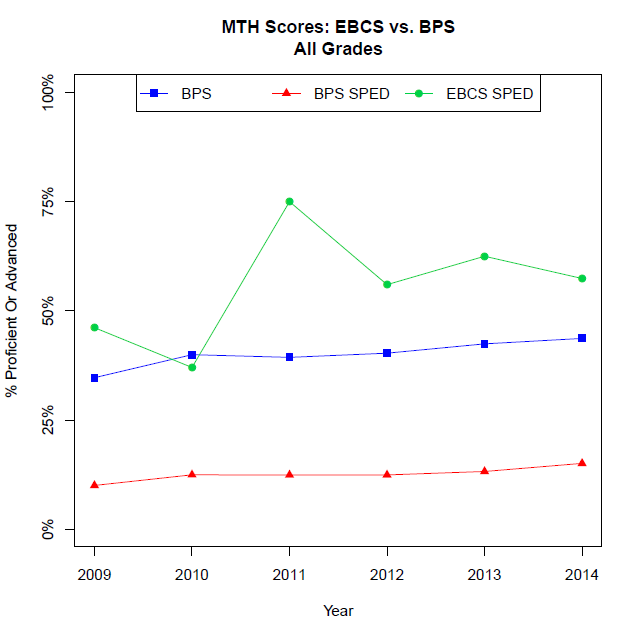 MTH Scores: EBCS vs. BPS
All Grades
BPS
BPS SPED
EBCS SPED
% Proficient Or Advanced
100%
75%
50%
25%
0%
2009
2010
2011
2012
2013
2014
Year